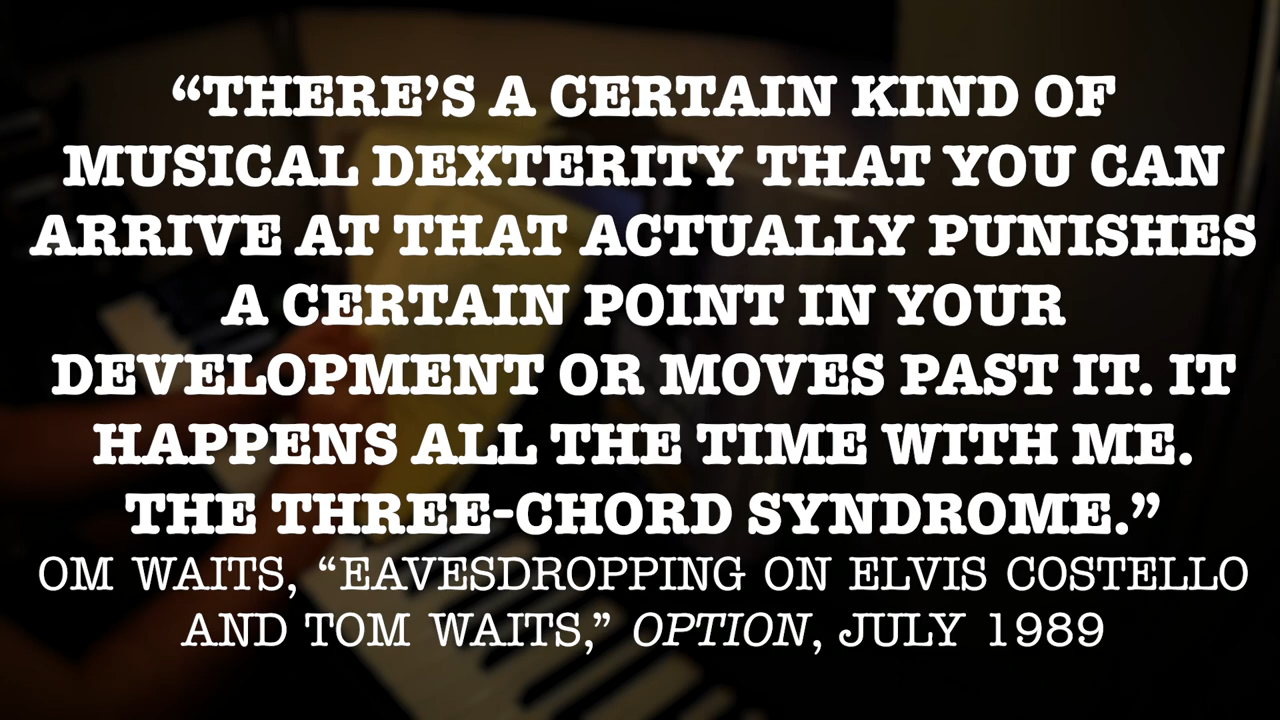 “THERE’S A CERTAIN KIND OF
MUSICAL DEXTERITY THAT YOU CAN
ARRIVE AT THAT ACTUALLY PUNISHES
A CERTAIN POINT IN YOUR
DEVELOPMENT OR MOVES PAST IT. IT
HAPPENS ALL THE TIME WITH ME.
THE THREE-CHORD SYNDROME.”
OM WAITS, “EAVESDROPPING ON ELVIS COSTELLO
AND TOM WAITS,” OPTION, JULY 1989